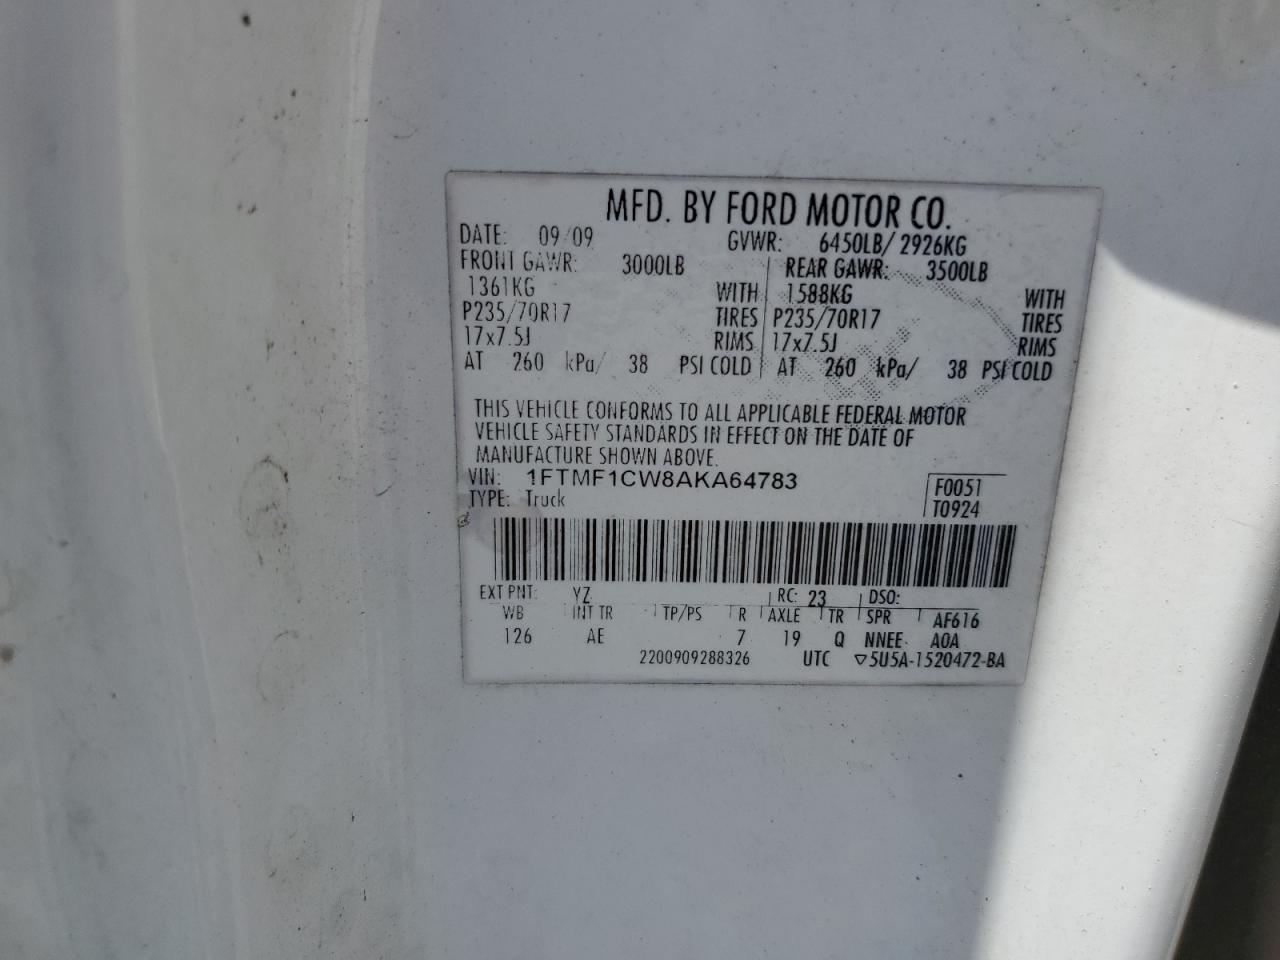 MFD. BY FORD MOTOR CO.
DATE: 09/09 GVWR: 6450LB/ 2926KG
FRONT GAWR: 3000LB REAR GAWR: 3500LB
1361KG WITH 1588KG WITH
P235/70R17 TIRES P235/70R17 TIRES
17x7.5J RIMS 17x7.5J RIMS
AT 260 kPa/ 38 PSI COLD AT 260 kPa/ 38 PSI COLD
THIS VEHICLE CONFORMS TO ALL APPLICABLE FEDERAL MOTOR
VEHICLE SAFETY STANDARDS IN EFFECT ON THE DATE OF
MANUFACTURE SHOWN ABOVE.
VIN: 1FTMF1CW8AKA64783 F0051
TYPE: Truck T0924
EXT PNT: YZ RC: 23 DSO:
WB INT TR TP/PS R AXLE TR SPR AF616
126 AE 7 19 Q NNEE A0A
2200909288326 UTC ▽5U5A-1520472-BA